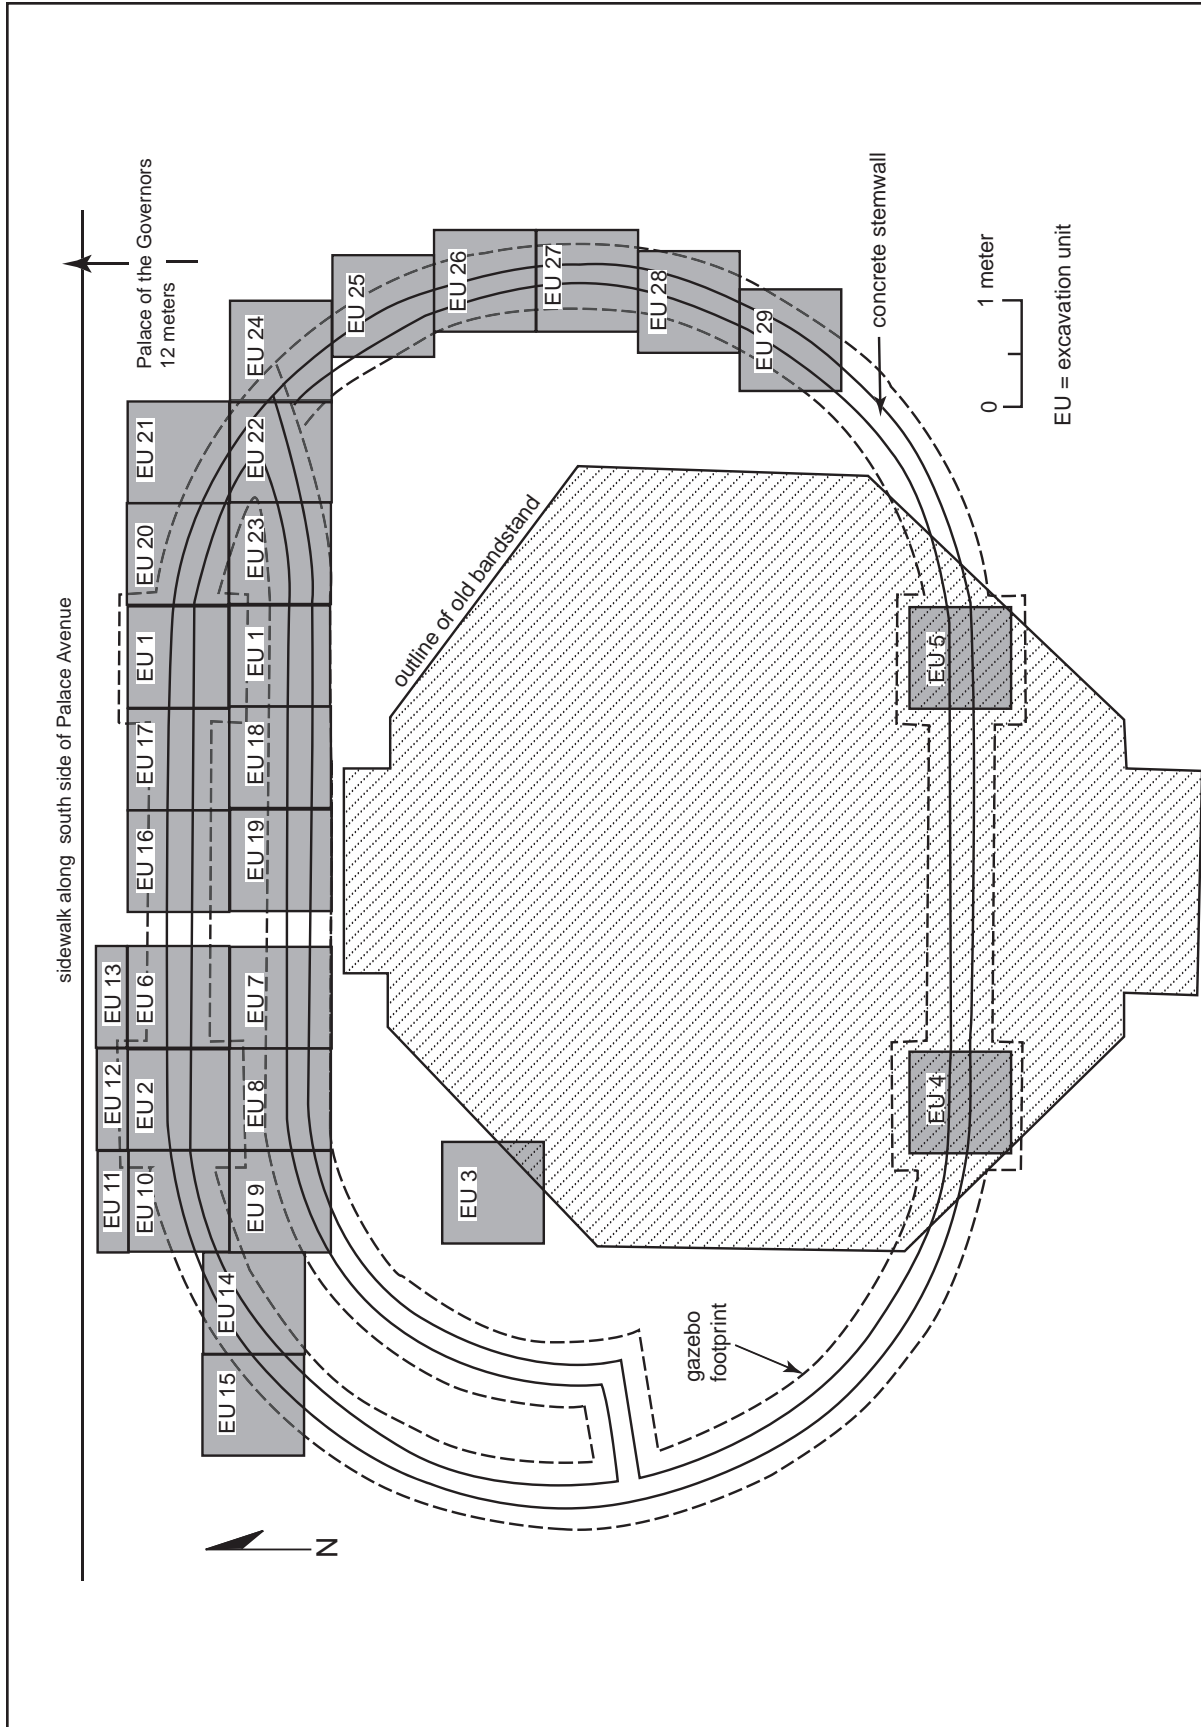 sidewalk along south side of Palace Avenue
Palace of the Governors
12 meters
EU 11
EU 12
EU 13
EU 10
EU 2
EU 6
EU 16
EU 17
EU 1
EU 20
EU 21
EU 15
EU 14
EU 9
EU 8
EU 7
EU 19
EU 18
EU 1
EU 23
EU 22
EU 24
EU 25
EU 26
EU 27
EU 28
EU 29
EU 3
EU 4
EU 5
outline of old bandstand
gazebo
footprint
concrete stemwall
N
0
1 meter
EU = excavation unit